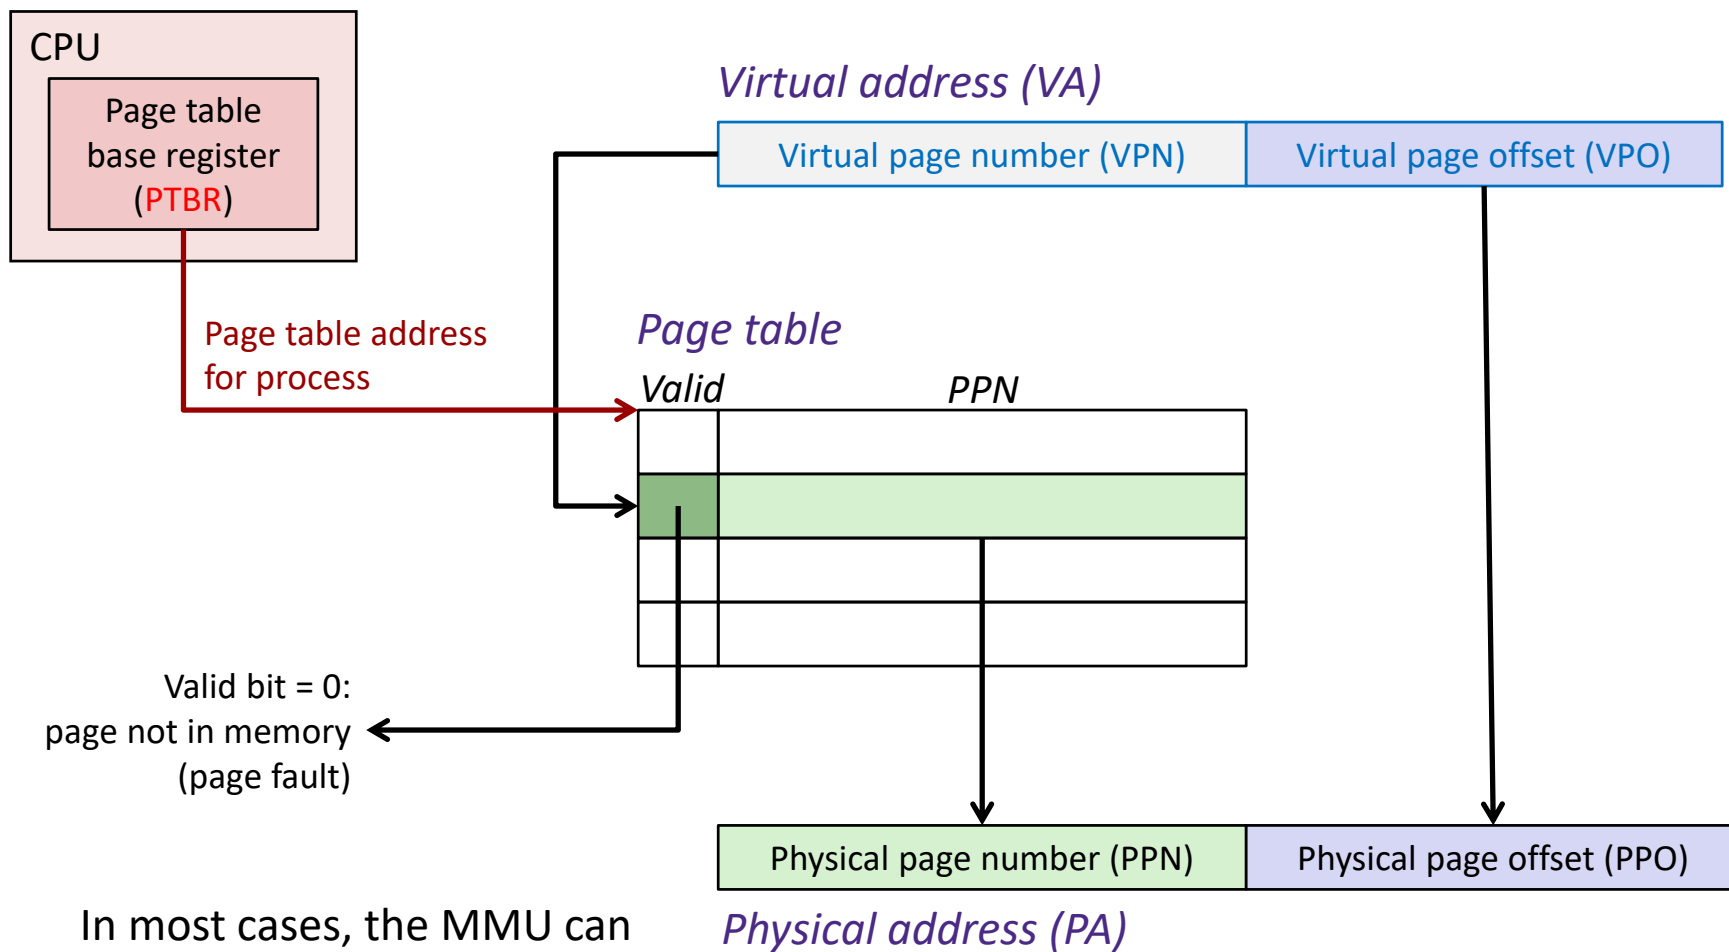 CPU
Page table
base register
(PTBR)
Virtual address (VA)
Virtual page number (VPN)
Virtual page offset (VPO)
Page table address
for process
Page table
Valid
PPN
Valid bit = 0:
page not in memory
(page fault)
Physical page number (PPN)
Physical page offset (PPO)
In most cases, the MMU can
Physical address (PA)